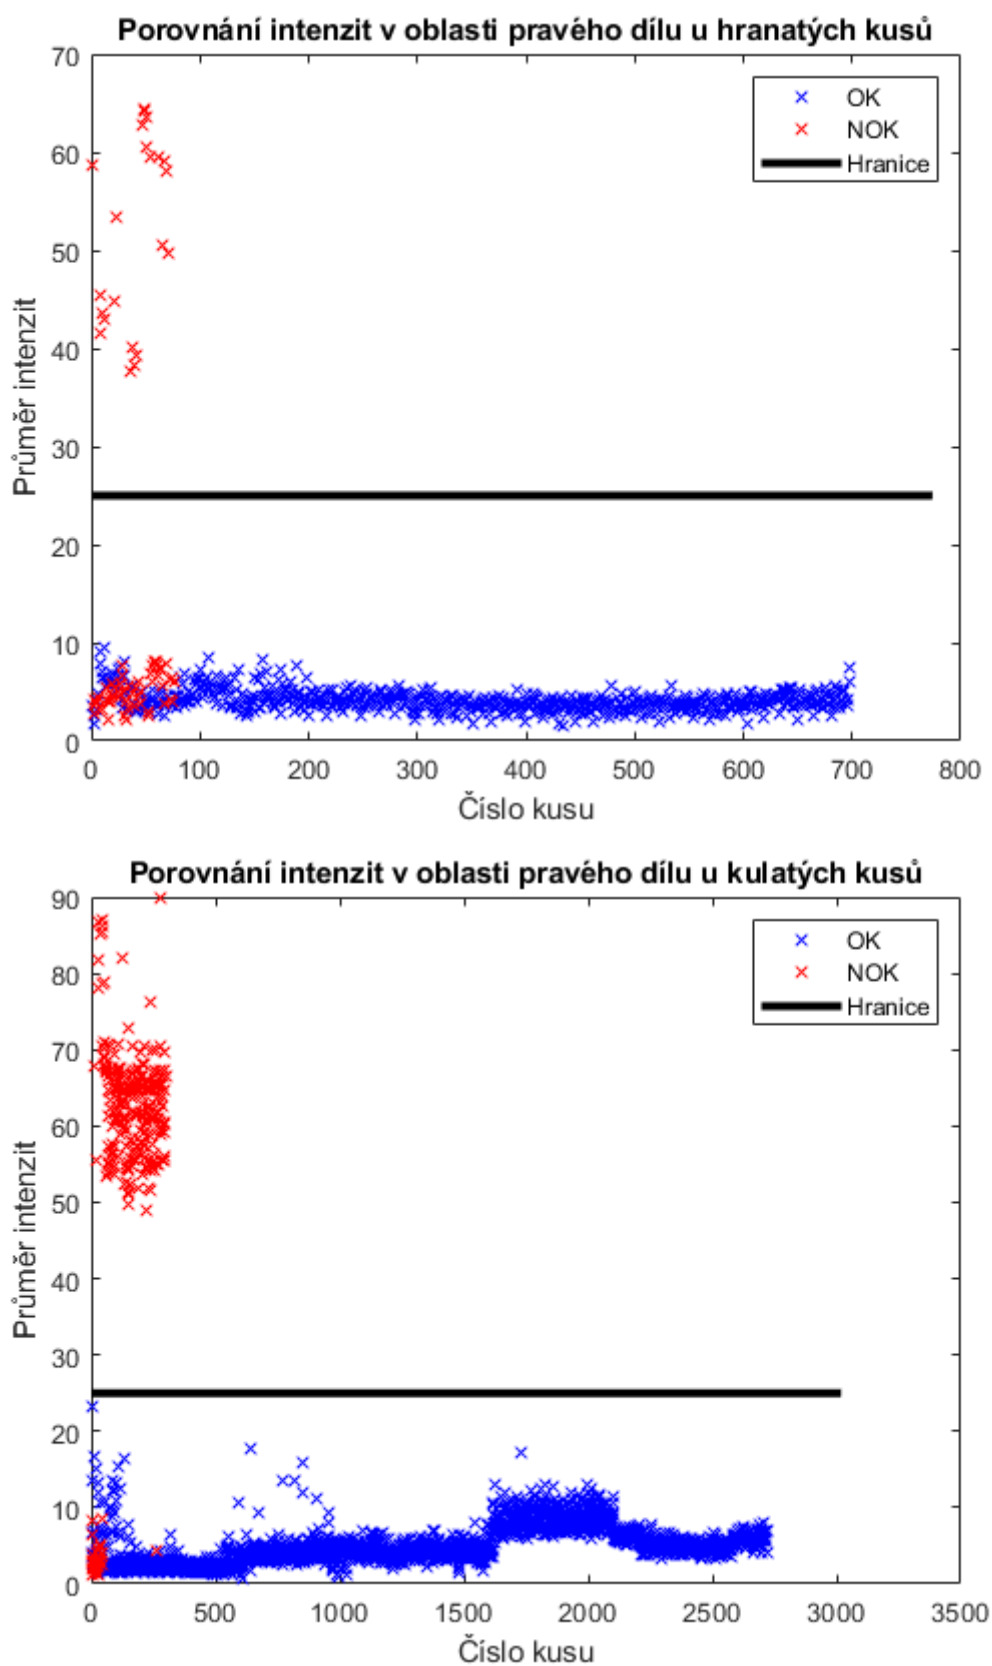 Porovnání intenzit v oblasti pravého dílu u hranatých kusů
70
60
50
40
30
20
10
0
Průměr intenzit
OK
NOK
Hranice
0 100 200 300 400 500 600 700 800
Číslo kusu
Porovnání intenzit v oblasti pravého dílu u kulatých kusů
90
80
70
60
50
40
30
20
10
0
Průměr intenzit
OK
NOK
Hranice
0 500 1000 1500 2000 2500 3000 3500
Číslo kusu